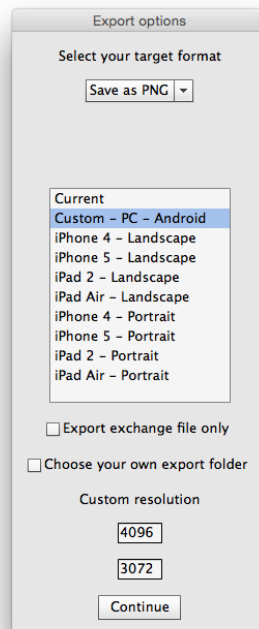 Export options
Select your target format
Save as PNG
Current
Custom – PC – Android
iPhone 4 – Landscape
iPhone 5 – Landscape
iPad 2 – Landscape
iPad Air – Landscape
iPhone 4 – Portrait
iPhone 5 – Portrait
iPad 2 – Portrait
iPad Air – Portrait
Export exchange file only
Choose your own export folder
Custom resolution
4096
3072
Continue